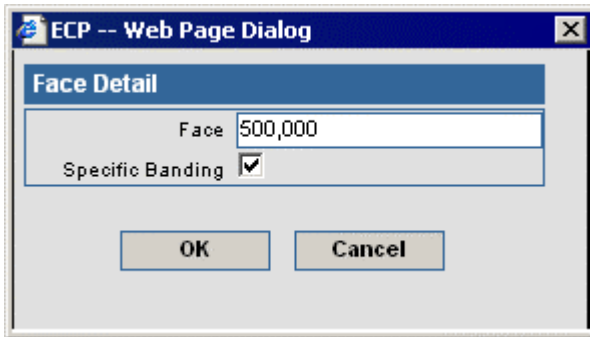 ECP -- Web Page Dialog
Face Detail
Face 500,000
Specific Banding
OK Cancel